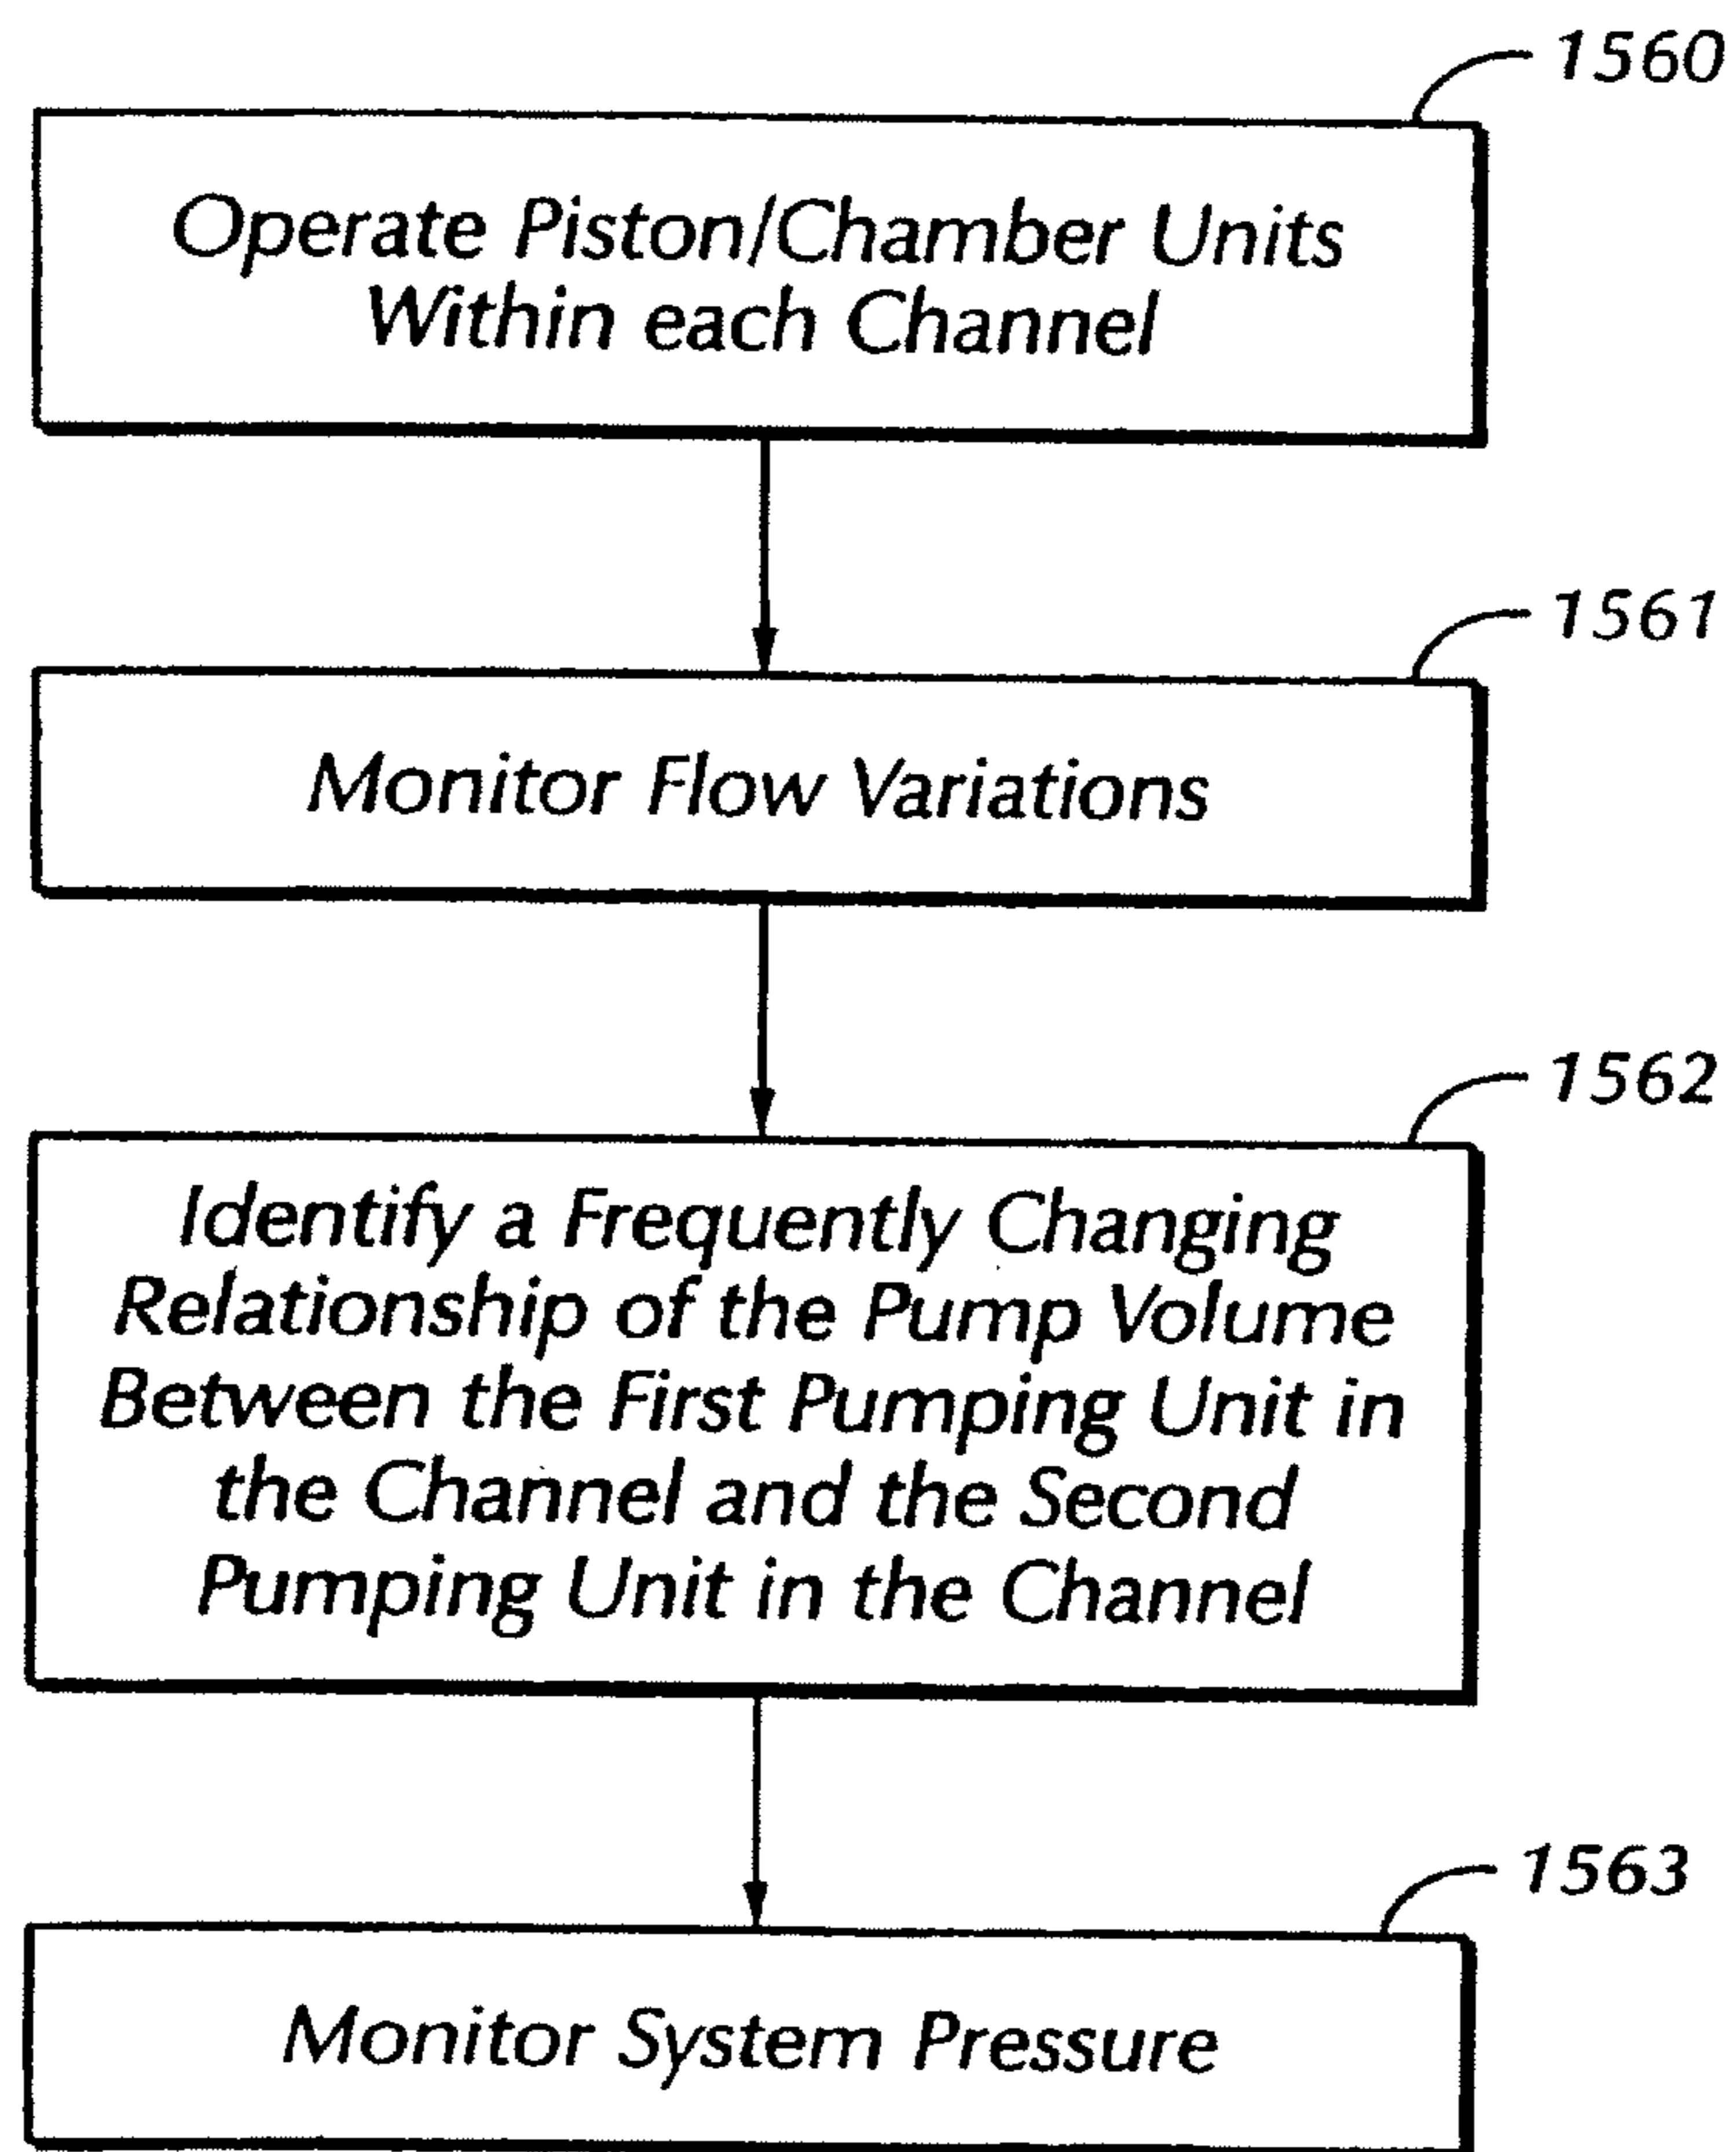 1560
Operate Piston/Chamber Units
Within each Channel
1561
Monitor Flow Variations
1562
Identify a Frequently Changing
Relationship of the Pump Volume
Between the First Pumping Unit in
the Channel and the Second
Pumping Unit in the Channel
1563
Monitor System Pressure